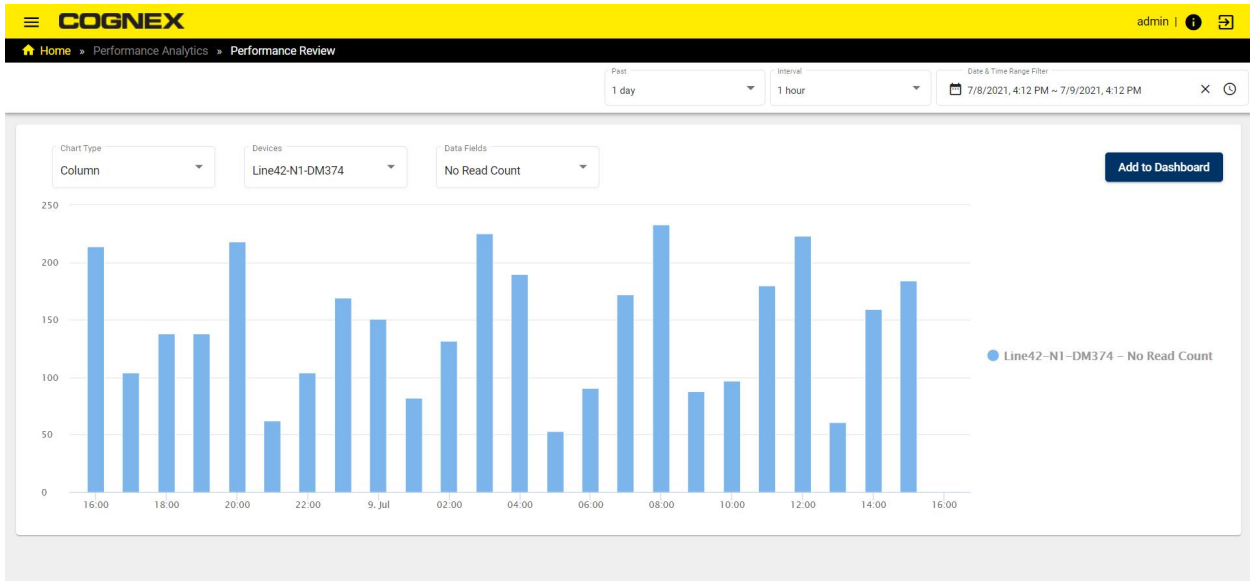 COGNEX
admin |
Home » Performance Analytics » Performance Review
Past
1 day
Interval
1 hour
Date & Time Range Filter
7/8/2021, 4:12 PM ~ 7/9/2021, 4:12 PM
Chart Type
Column
Devices
Line42-N1-DM374
Data Fields
No Read Count
Add to Dashboard
250
200
150
100
50
0
16:00 18:00 20:00 22:00 9. Jul 02:00 04:00 06:00 08:00 10:00 12:00 14:00 16:00
Line42-N1-DM374 - No Read Count